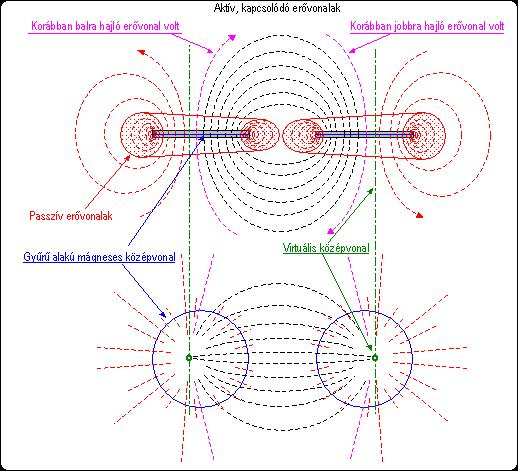 Aktív, kapcsolódó erővonalak
Korábban balra hajló erővonal volt
Korábban jobbra hajló erővonal volt
Passzív erővonalak
Gyűrű alakú mágneses középvonal
Virtuális középvonal